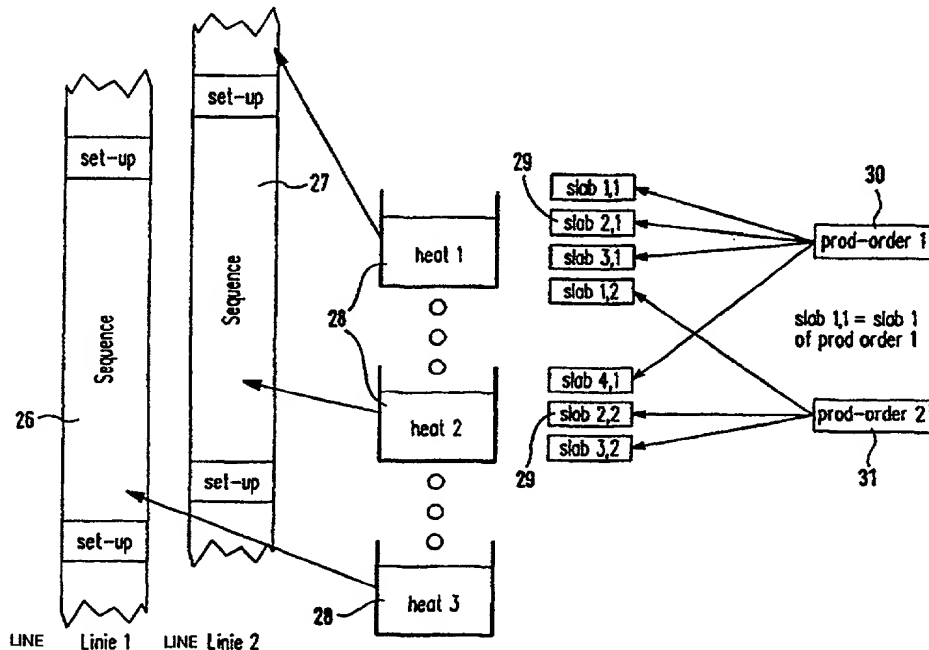 set-up
Sequence
26
set-up
LINE Linie 1
set-up
Sequence
27
set-up
LINE Linie 2
heat 1
28
heat 2
heat 3
28
29
slab 1,1
slab 2,1
slab 3,1
slab 1,2
slab 4,1
slab 2,2
slab 3,2
29
30
prod-order 1
slab 1,1 = slab 1
of prod order 1
prod-order 2
31